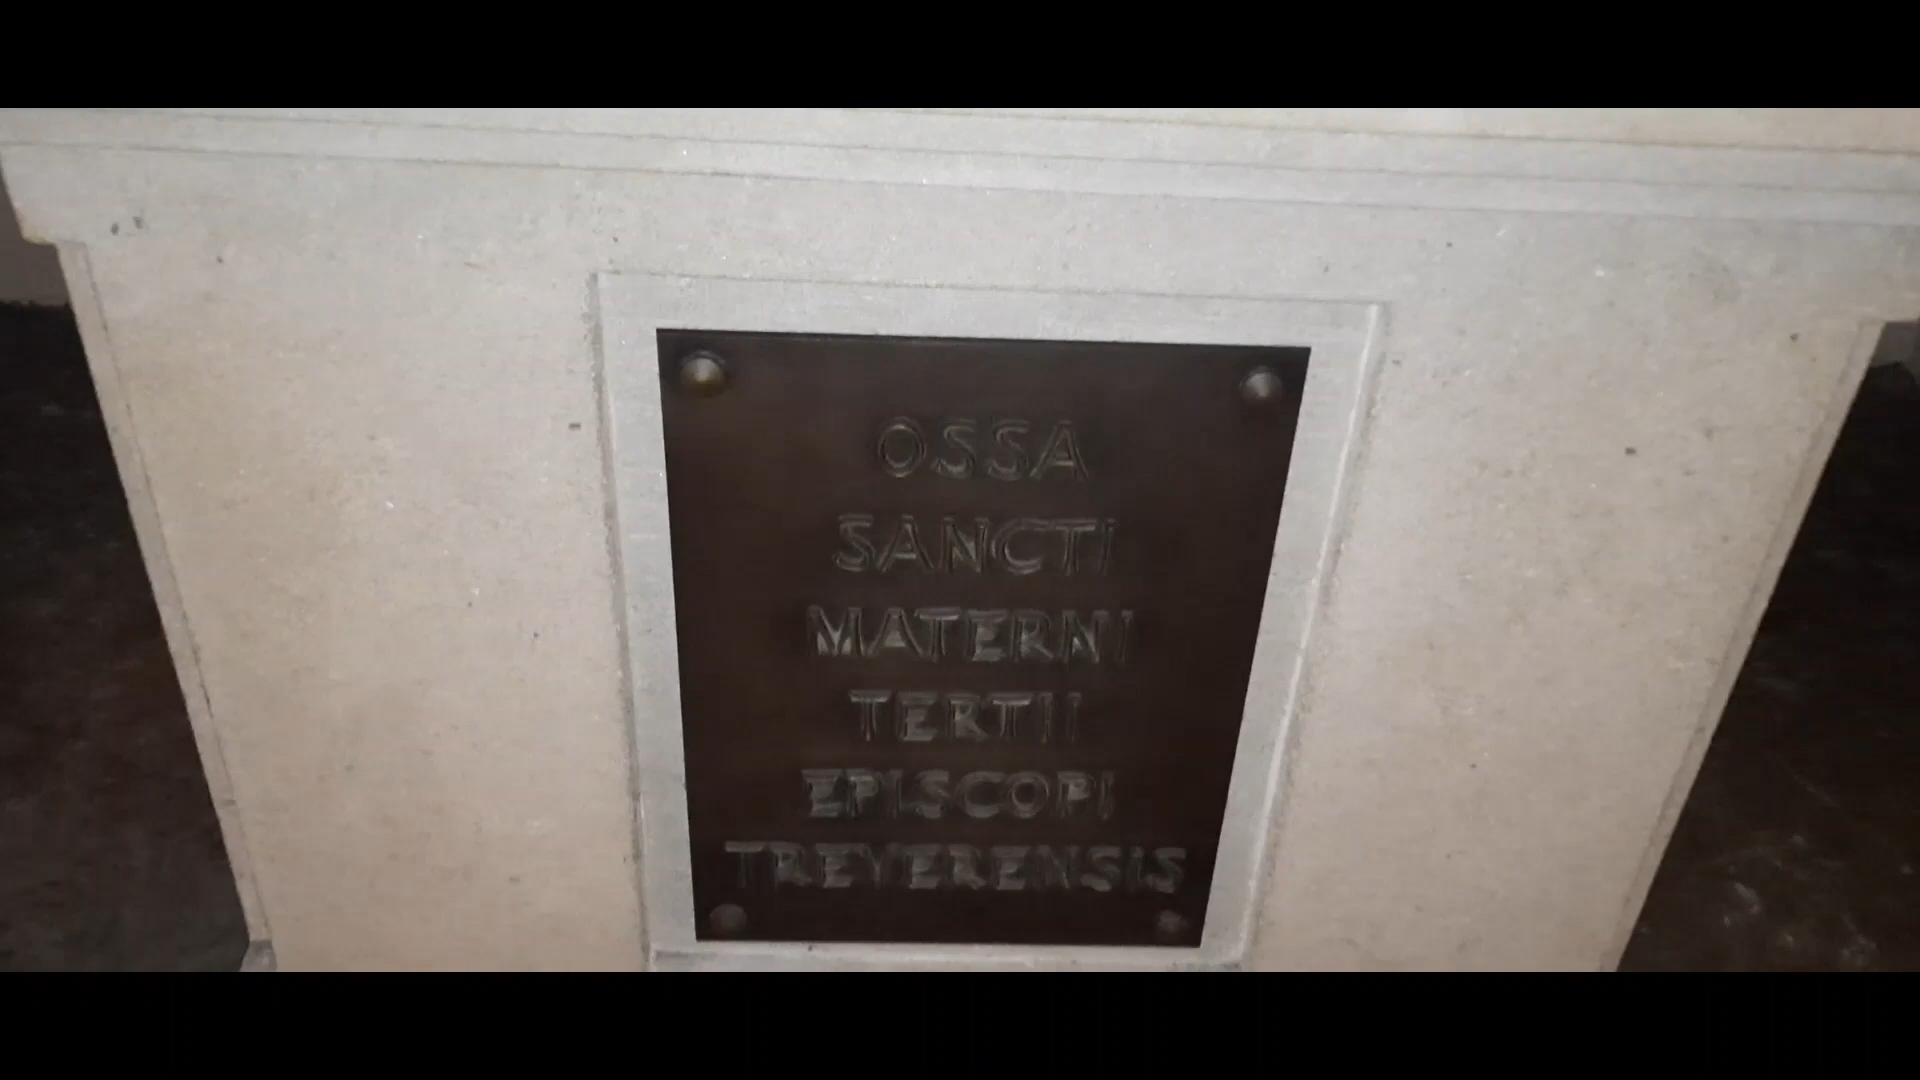 OSSA
SANCTI
MATERNI
TERTII
EPISCOPI
TREVERENSIS